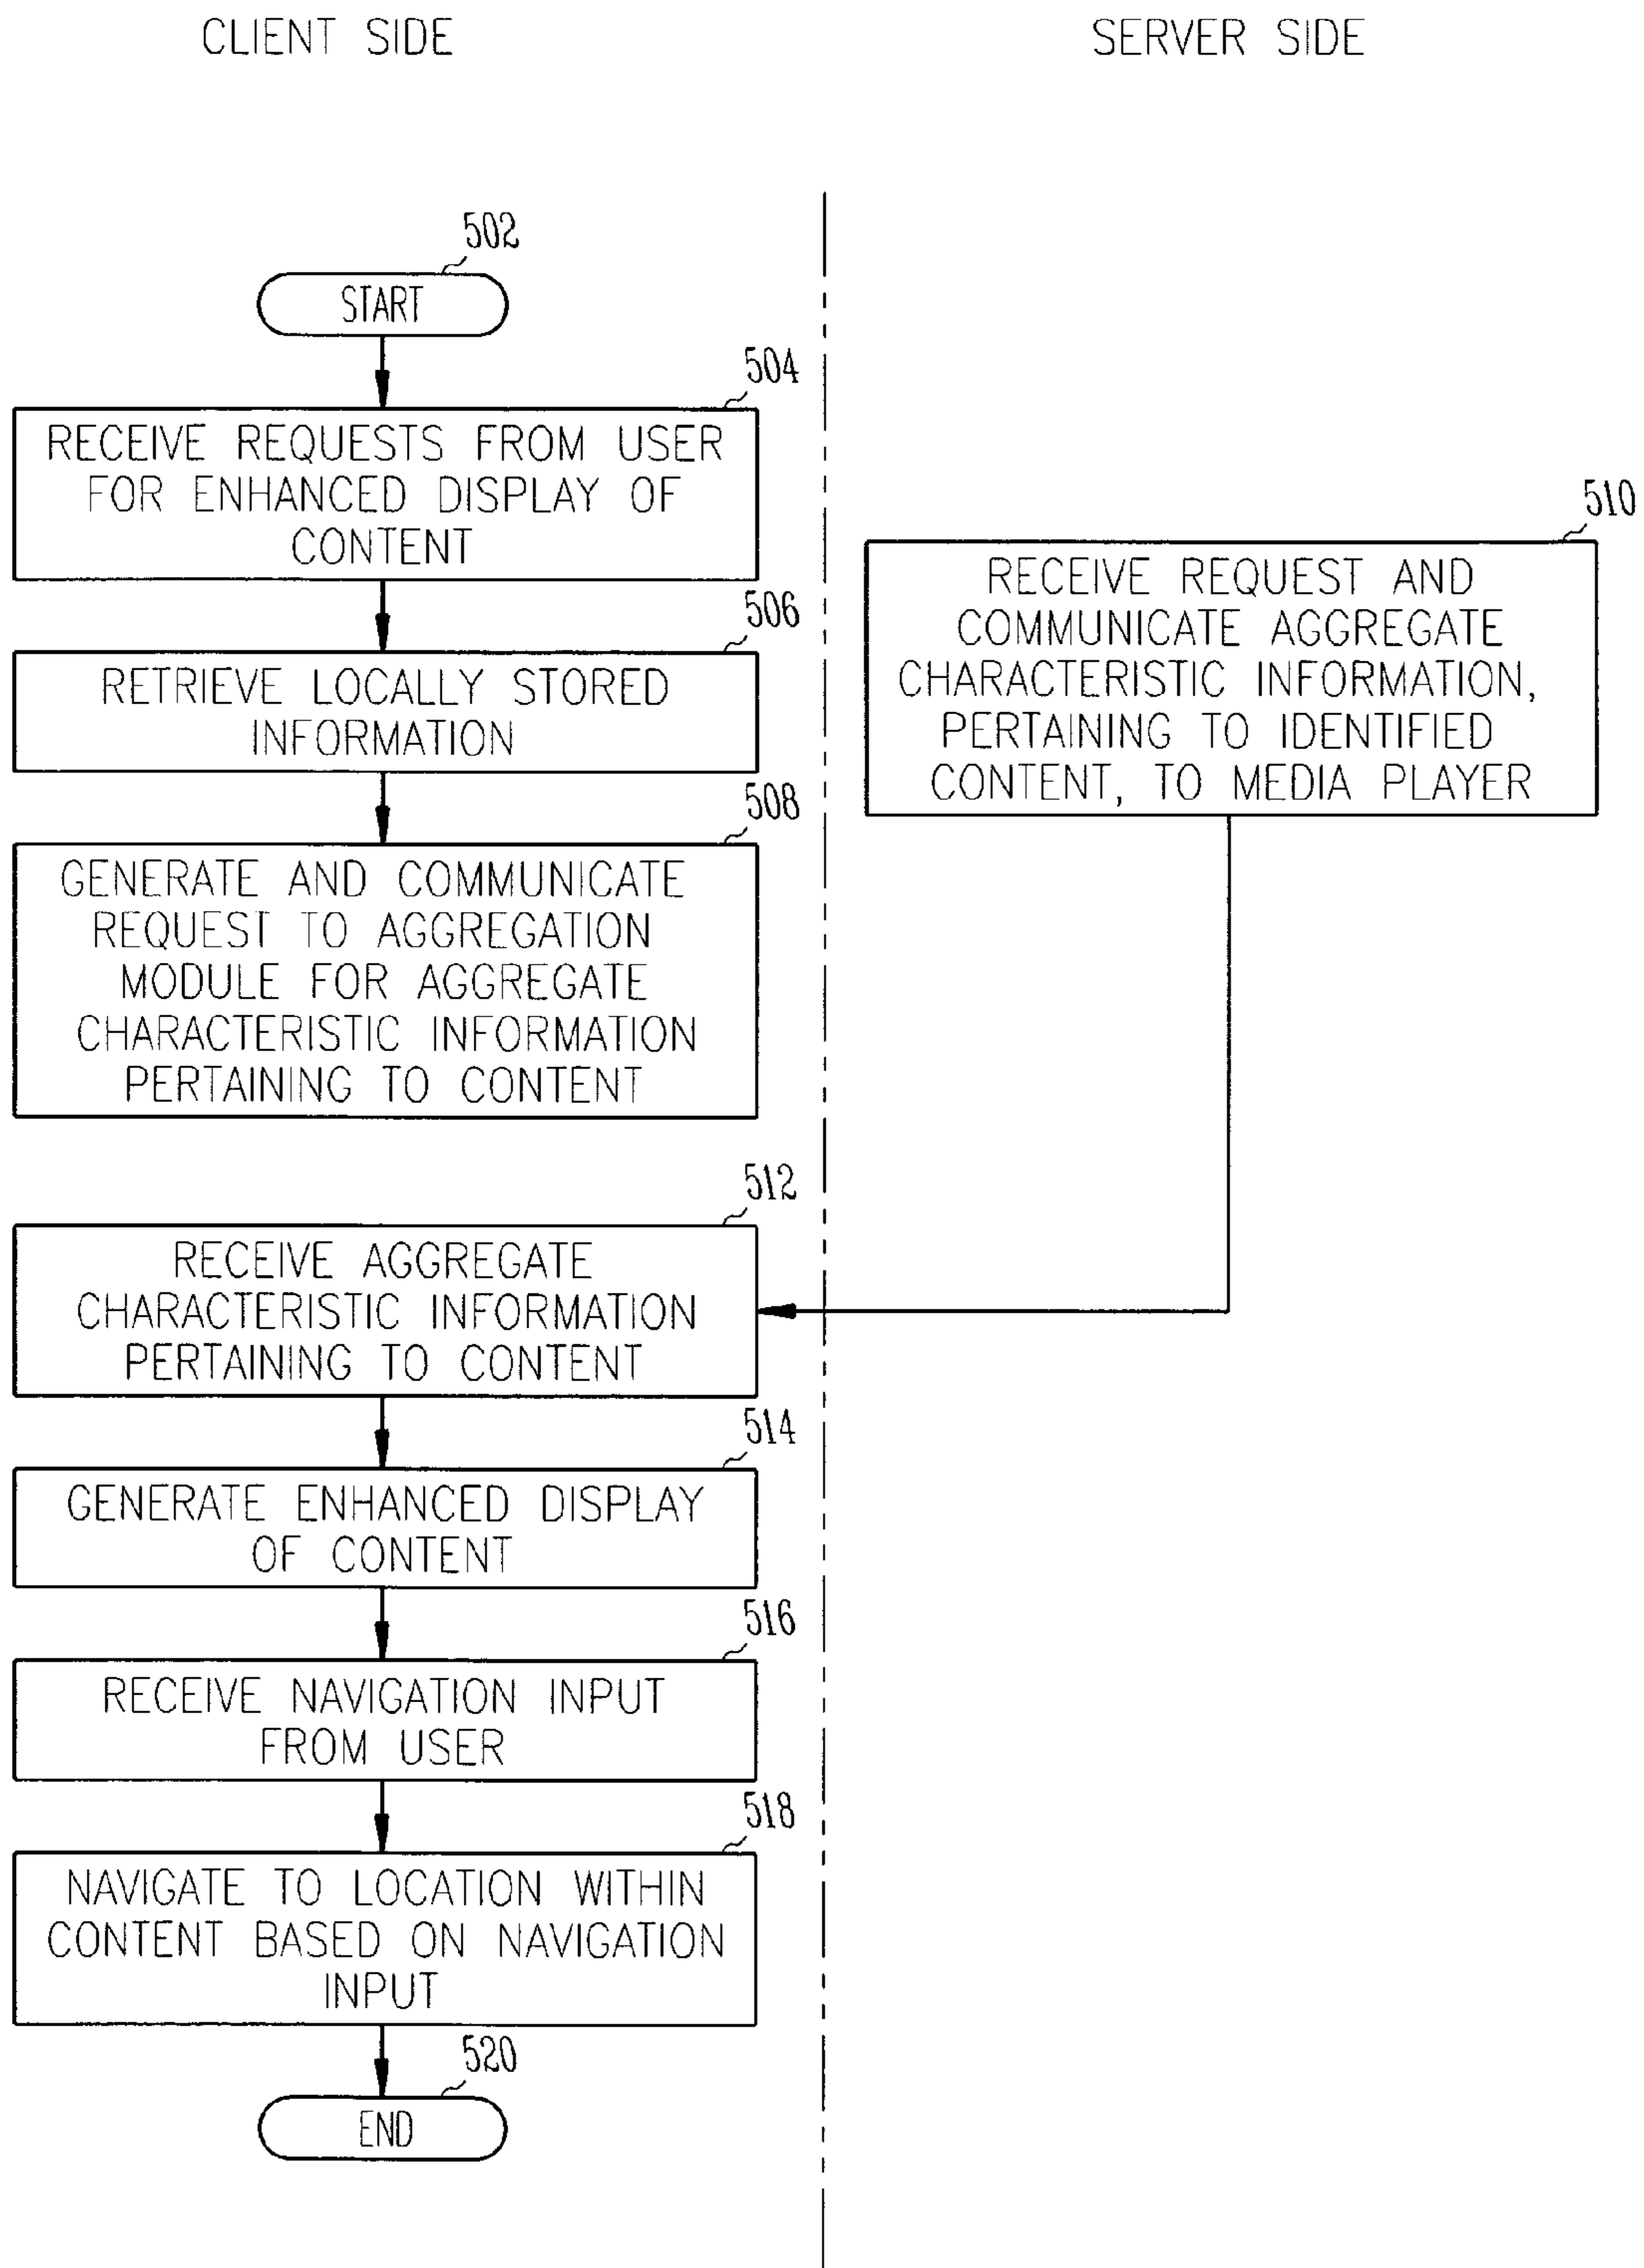 CLIENT SIDE
SERVER SIDE
502
START
504
RECEIVE REQUESTS FROM USER
FOR ENHANCED DISPLAY OF
CONTENT
506
RETRIEVE LOCALLY STORED
INFORMATION
508
GENERATE AND COMMUNICATE
REQUEST TO AGGREGATION
MODULE FOR AGGREGATE
CHARACTERISTIC INFORMATION
PERTAINING TO CONTENT
510
RECEIVE REQUEST AND
COMMUNICATE AGGREGATE
CHARACTERISTIC INFORMATION,
PERTAINING TO IDENTIFIED
CONTENT, TO MEDIA PLAYER
512
RECEIVE AGGREGATE
CHARACTERISTIC INFORMATION
PERTAINING TO CONTENT
514
GENERATE ENHANCED DISPLAY
OF CONTENT
516
RECEIVE NAVIGATION INPUT
FROM USER
518
NAVIGATE TO LOCATION WITHIN
CONTENT BASED ON NAVIGATION
INPUT
520
END